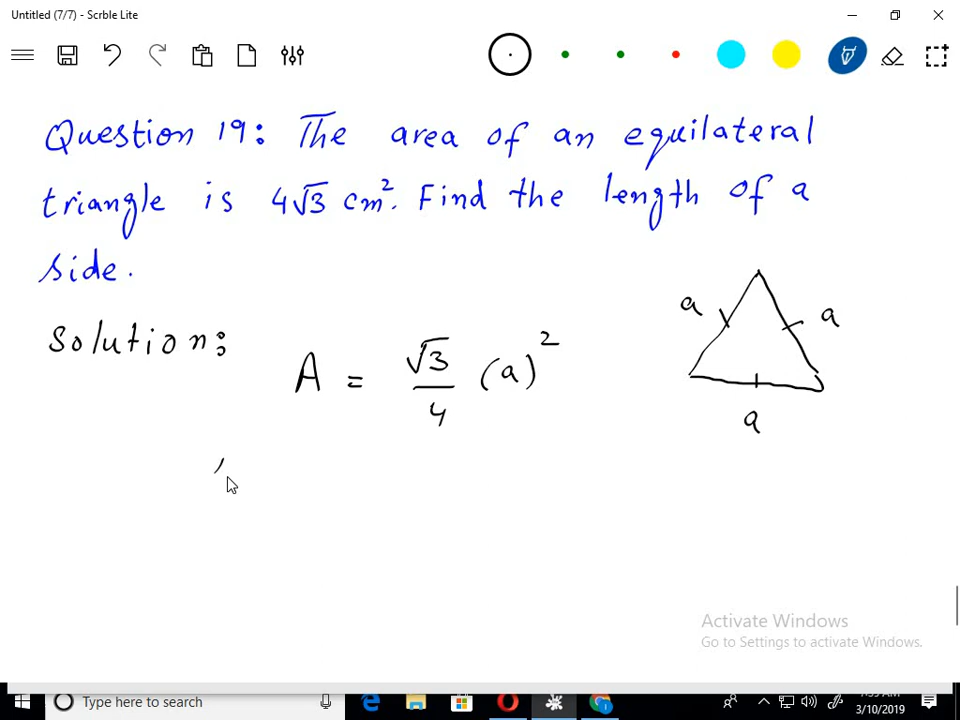 Untitled (7/7) - Scrble Lite
Question 19: The area of an equilateral
triangle is 4√3 cm². Find the length of a
side.
Solution:
A = √3/4 (a)²
a
a
a
Activate Windows
Go to Settings to activate Windows.
Type here to search
3/10/2019